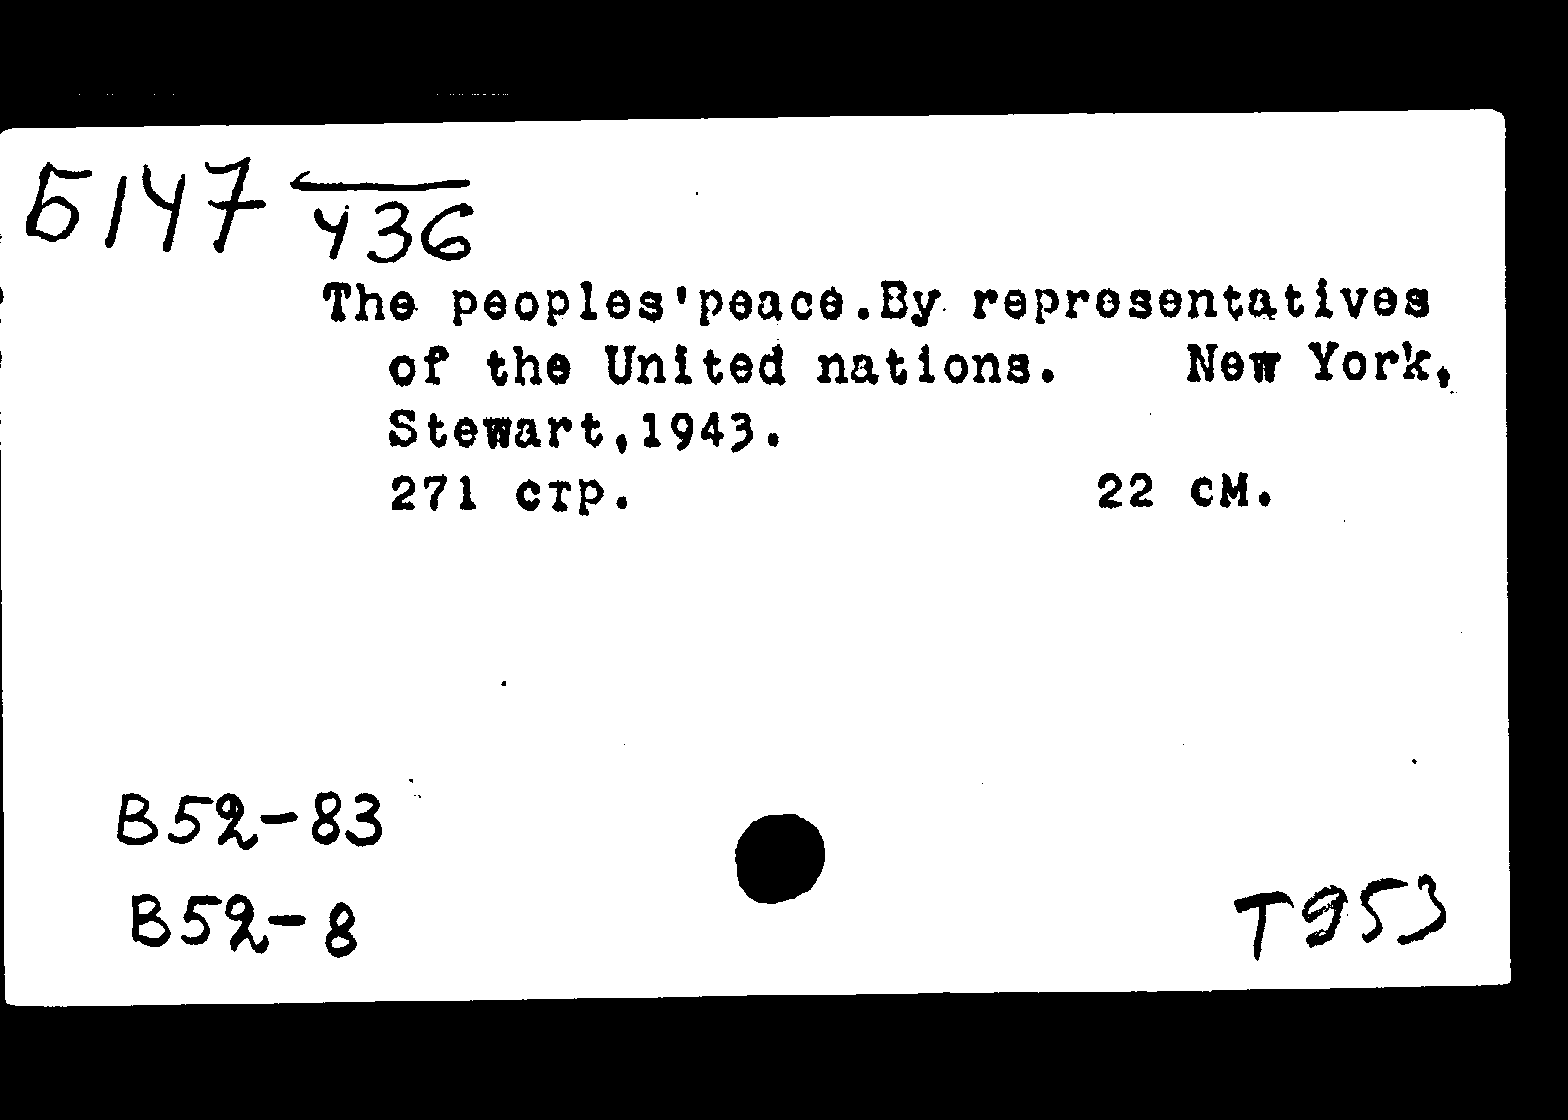 Б147 436
The peoples'peace.By representatives
of the United nations. New York,
Stewart,1943.
271 стр. 22 см.
B52-83
B52-8
T953